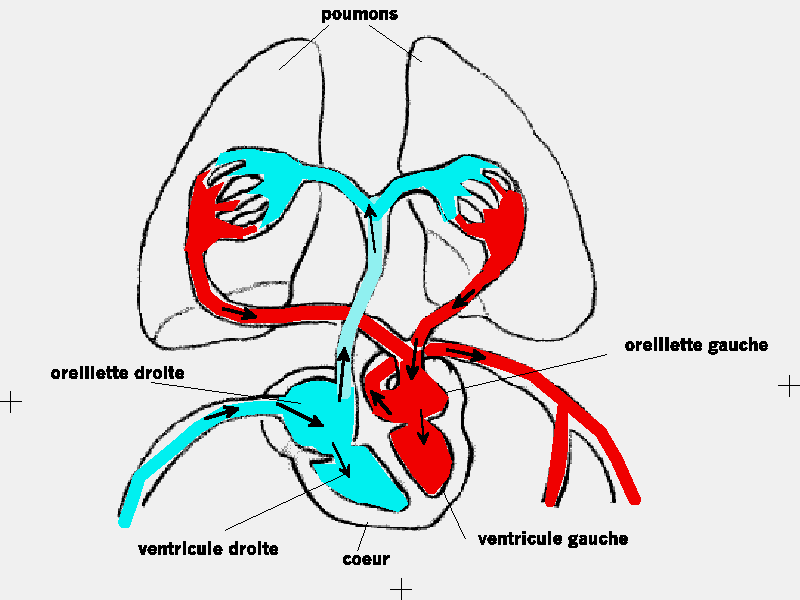 poumons
oreillette gauche
oreillette droite
ventricule gauche
ventricule droite
coeur